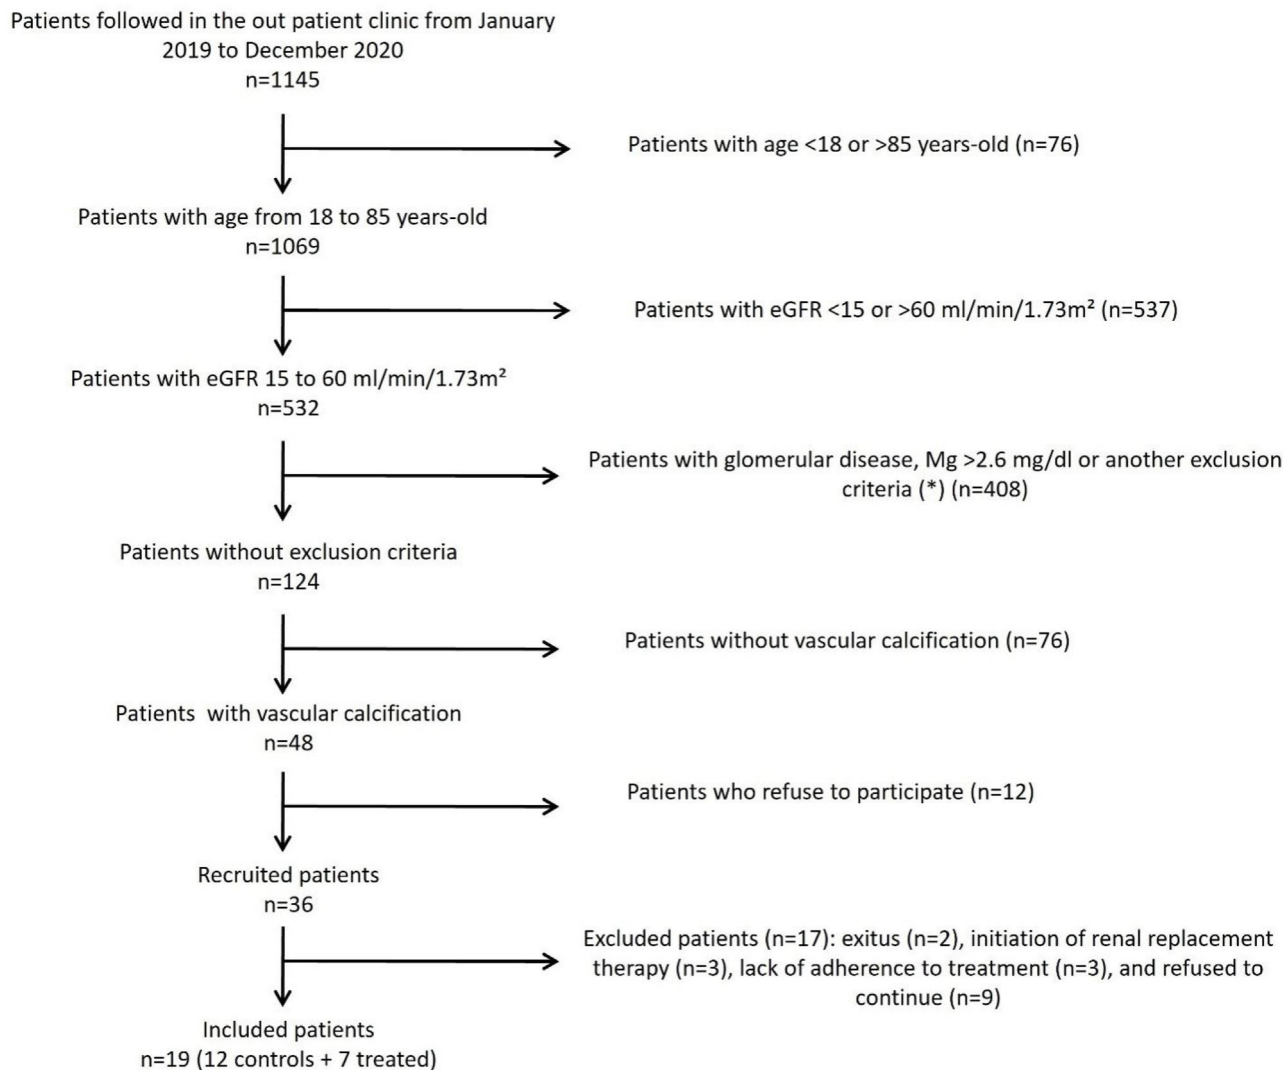 Patients followed in the out patient clinic from January
2019 to December 2020
n=1145
Patients with age <18 or >85 years-old (n=76)
Patients with age from 18 to 85 years-old
n=1069
Patients with eGFR <15 or >60 ml/min/1.73m² (n=537)
Patients with eGFR 15 to 60 ml/min/1.73m²
n=532
Patients with glomerular disease, Mg >2.6 mg/dl or another exclusion
criteria (*) (n=408)
Patients without exclusion criteria
n=124
Patients without vascular calcification (n=76)
Patients with vascular calcification
n=48
Patients who refuse to participate (n=12)
Recruited patients
n=36
Excluded patients (n=17): exitus (n=2), initiation of renal replacement
therapy (n=3), lack of adherence to treatment (n=3), and refused to
continue (n=9)
Included patients
n=19 (12 controls + 7 treated)